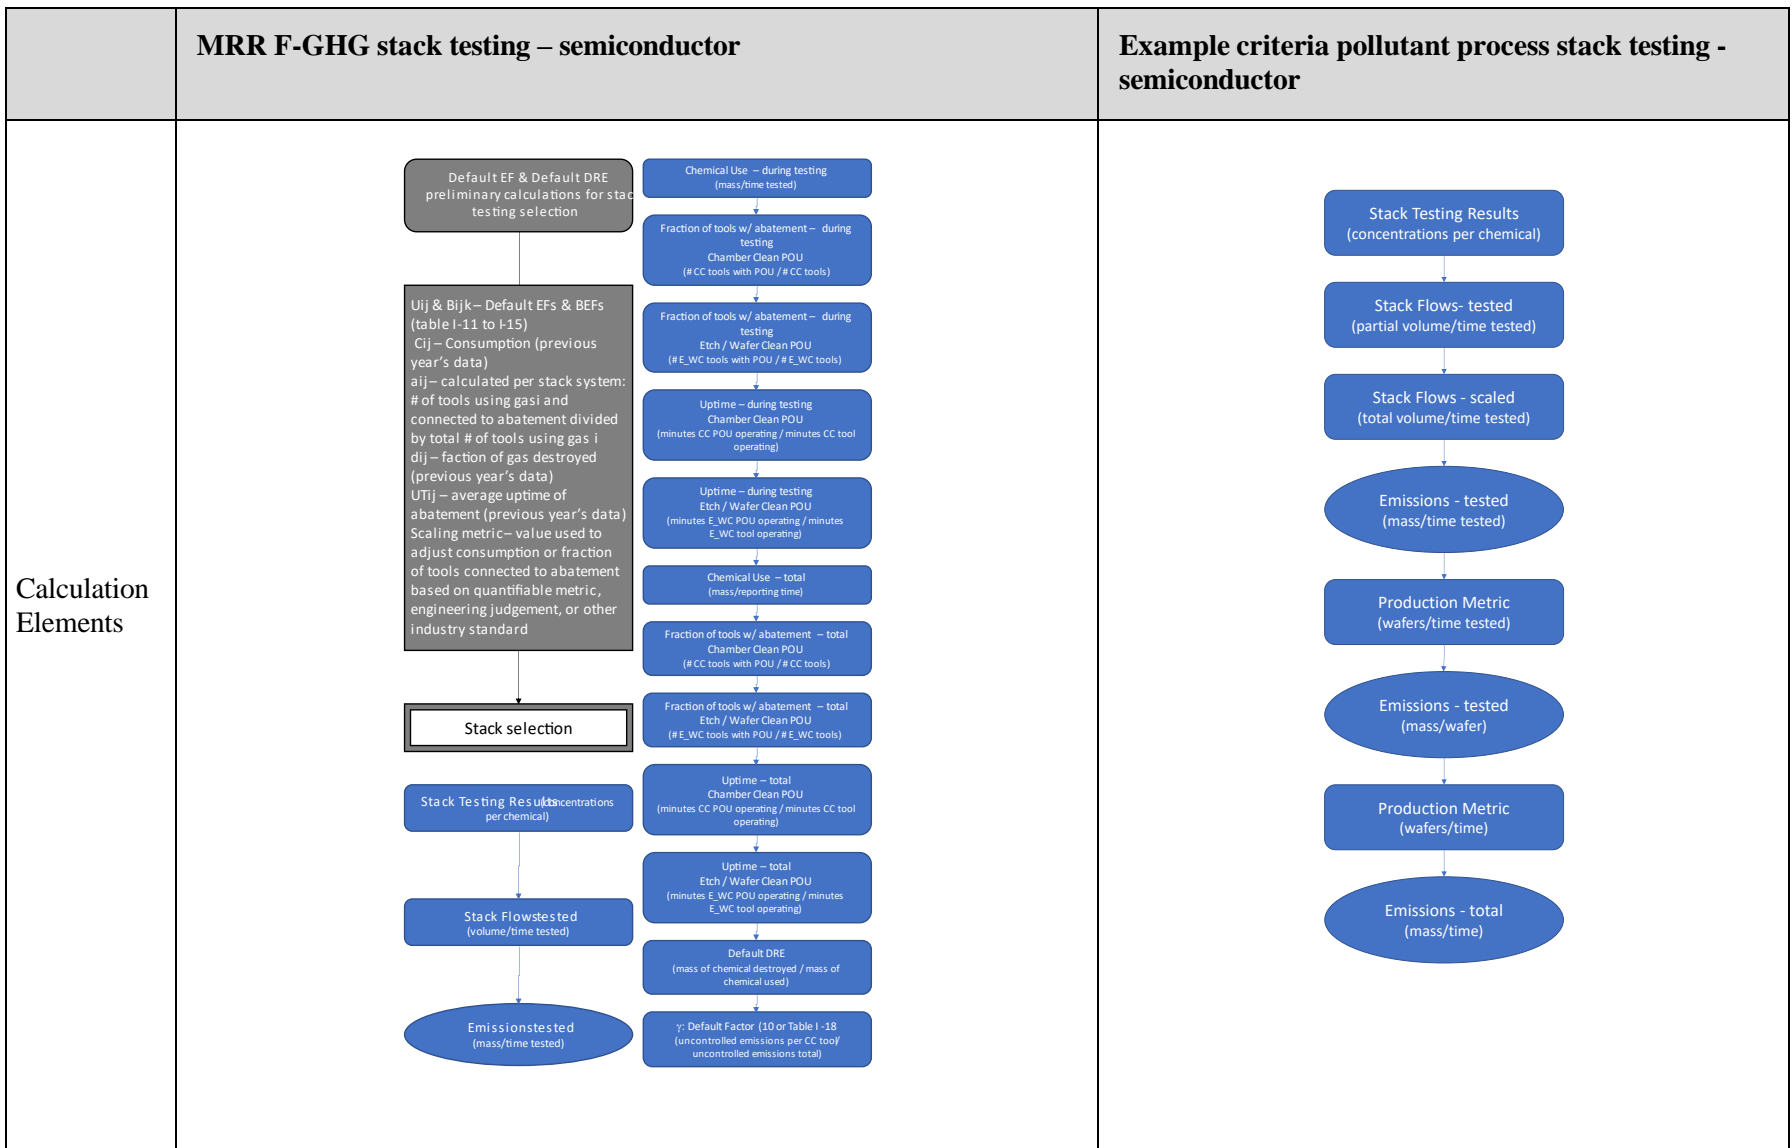 MRR F-GHG stack testing – semiconductor
Example criteria pollutant process stack testing -
semiconductor
Calculation
Elements
Default EF & Default DRE
preliminary calculations for stac
testing selection
Uij & Bijk – Default EFs & BEFs
(table I-11 to I-15)
Cij – Consumption (previous
year's data)
aij – calculated per stack system:
# of tools using gasi and
connected to abatement divided
by total # of tools using gas i
dij – faction of gas destroyed
(previous year's data)
UTij – average uptime of
abatement (previous year's data)
Scaling metric – value used to
adjust consumption or fraction
of tools connected to abatement
based on quantifiable metric,
engineering judgement, or other
industry standard
Stack selection
Stack Testing Results (concentrations
per chemical)
Stack Flowstested
(volume/time tested)
Emissionstested
(mass/time tested)
Chemical Use – during testing
(mass/time tested)
Fraction of tools w/ abatement – during
testing
Chamber Clean POU
(# CC tools with POU / # CC tools)
Fraction of tools w/ abatement – during
testing
Etch / Wafer Clean POU
(# E_WC tools with POU / # E_WC tools)
Uptime – during testing
Chamber Clean POU
(minutes CC POU operating / minutes CC tool
operating)
Uptime – during testing
Etch / Wafer Clean POU
(minutes E_WC POU operating / minutes
E_WC tool operating)
Chemical Use – total
(mass/reporting time)
Fraction of tools w/ abatement – total
Chamber Clean POU
(# CC tools with POU / # CC tools)
Fraction of tools w/ abatement – total
Etch / Wafer Clean POU
(# E_WC tools with POU / # E_WC tools)
Uptime – total
Chamber Clean POU
(minutes CC POU operating / minutes CC tool
operating)
Uptime – total
Etch / Wafer Clean POU
(minutes E_WC POU operating / minutes
E_WC tool operating)
Default DRE
(mass of chemical destroyed / mass of
chemical used)
γ: Default Factor (10 or Table I -18
(uncontrolled emissions per CC tool/
uncontrolled emissions total)
Stack Testing Results
(concentrations per chemical)
Stack Flows- tested
(partial volume/time tested)
Stack Flows - scaled
(total volume/time tested)
Emissions - tested
(mass/time tested)
Production Metric
(wafers/time tested)
Emissions - tested
(mass/wafer)
Production Metric
(wafers/time)
Emissions - total
(mass/time)